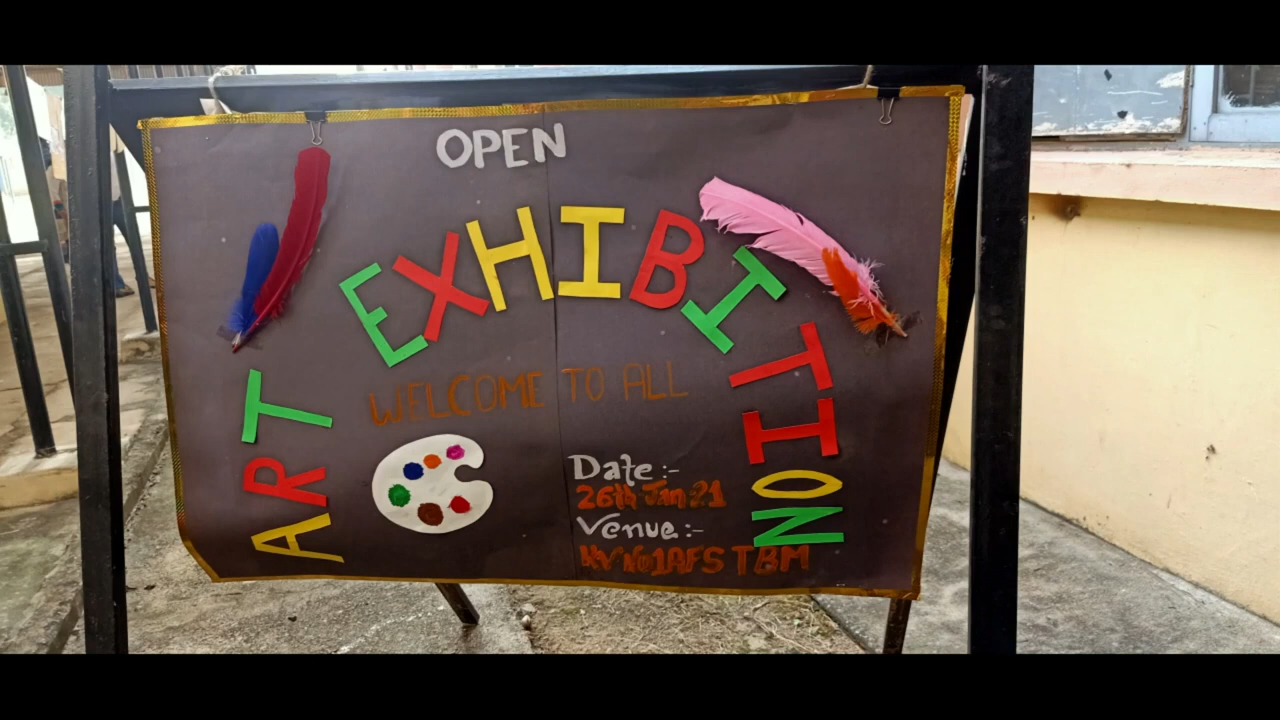 OPEN
ART EXHIBITION
WELCOME TO ALL
Date :-
26th Jan 21
Venue :-
KV No1 AFS TBM